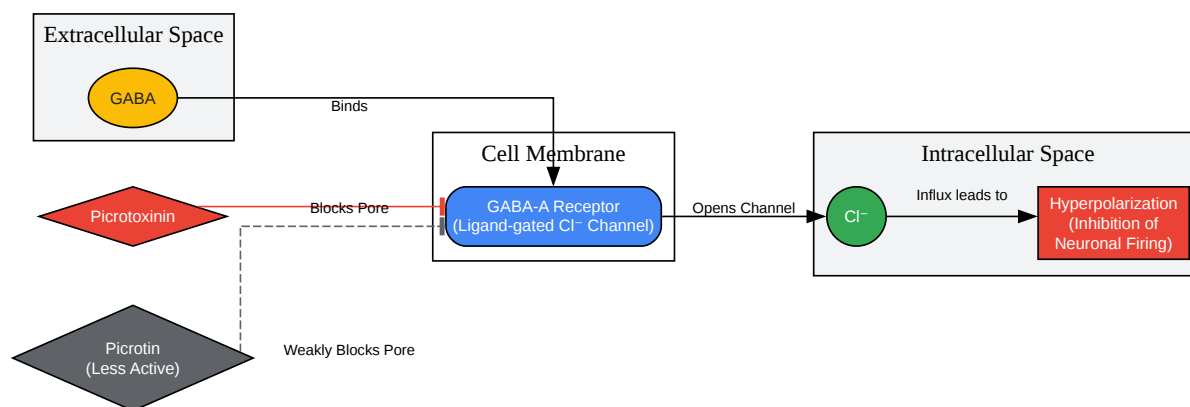 Extracellular Space
GABA
Binds
Cell Membrane
Intracellular Space
Picrotoxinin
Blocks Pore
GABA-A Receptor
(Ligand-gated Cl⁻ Channel)
Opens Channel
Cl⁻
Influx leads to
Hyperpolarization
(Inhibition of
Neuronal Firing)
Picrotin
(Less Active)
Weakly Blocks Pore